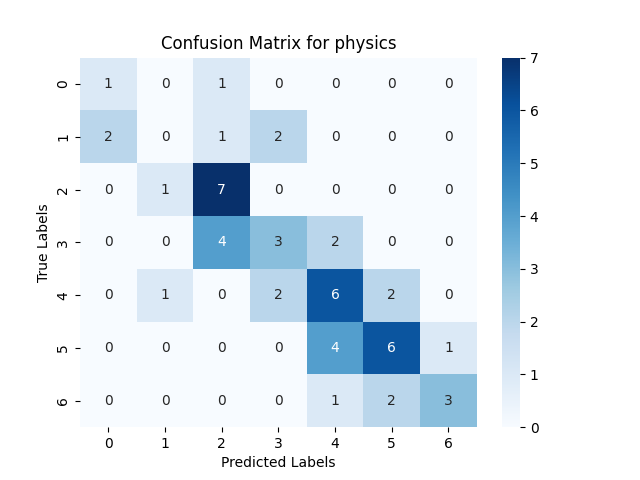 Confusion Matrix for physics
True Labels
0 1 0 1 0 0 0 0
1 2 0 1 2 0 0 0
2 0 1 7 0 0 0 0
3 0 0 4 3 2 0 0
4 0 1 0 2 6 2 0
5 0 0 0 0 4 6 1
6 0 0 0 0 1 2 3
0 1 2 3 4 5 6
Predicted Labels
7
6
5
4
3
2
1
0